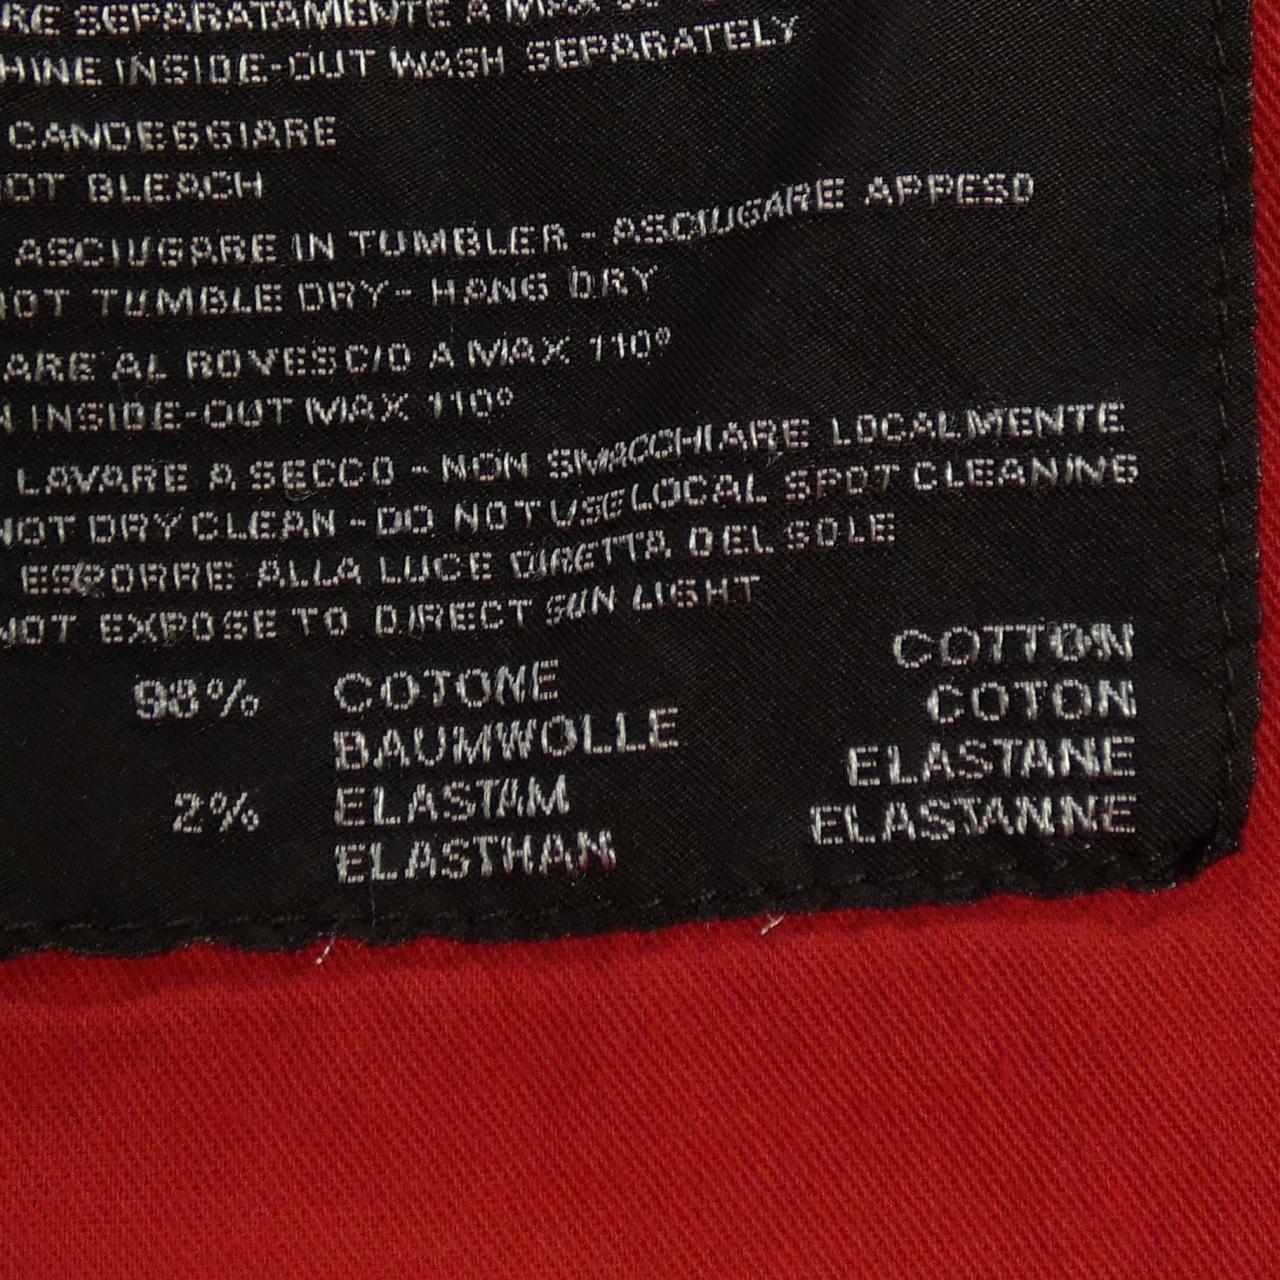 RE SEPARATAMENTE A MAX
HINE INSIDE-OUT WASH SEPARATELY
CANDEGGIARE
NOT BLEACH
ASCIUGARE IN TUMBLER - ASCIUGARE APPESO
NOT TUMBLE DRY - HANG DRY
ARE AL ROVESCIO A MAX 110°
N INSIDE-OUT MAX 110°
LAVARE A SECCO - NON SMACCHIARE LOCALMENTE
NOT DRY CLEAN - DO NOT USE LOCAL SPOT CLEANING
ESPORRE ALLA LUCE DIRETTA DEL SOLE
NOT EXPOSE TO DIRECT SUN LIGHT
98% COTONE COTTON
BAUMWOLLE COTON
2% ELASTAM ELASTANE
ELASTHAN ELASTANNE